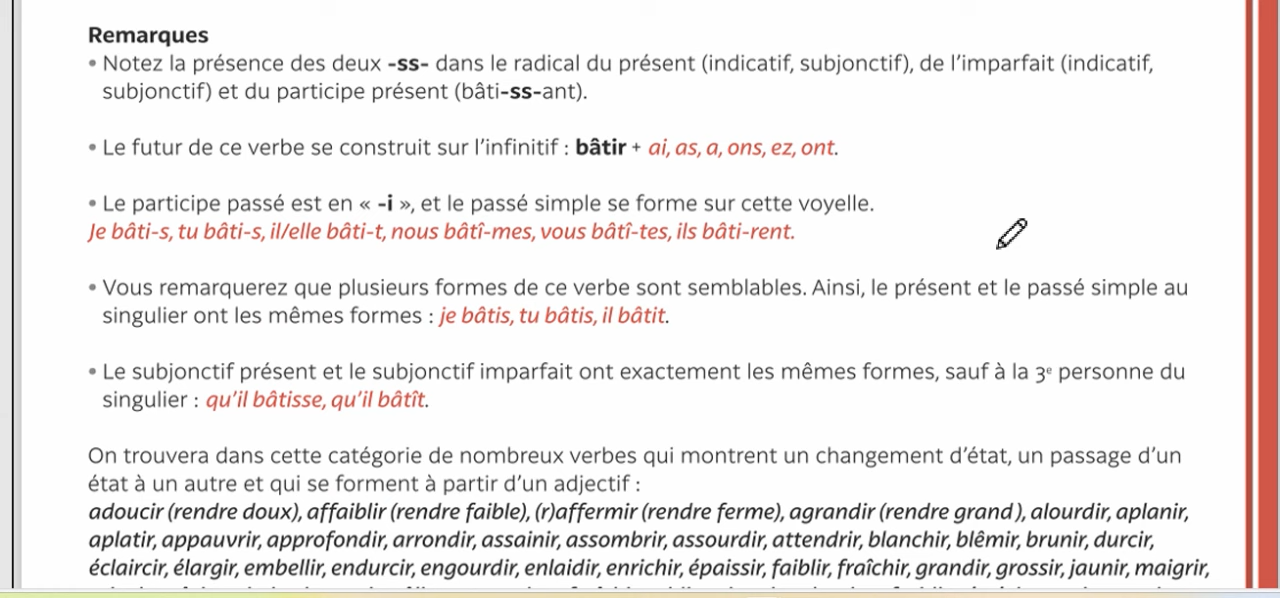 Remarques
• Notez la présence des deux -ss- dans le radical du présent (indicatif, subjonctif), de l’imparfait (indicatif,
subjonctif) et du participe présent (bâti-ss-ant).
• Le futur de ce verbe se construit sur l’infinitif : bâtir + ai, as, a, ons, ez, ont.
• Le participe passé est en « -i », et le passé simple se forme sur cette voyelle.
Je bâti-s, tu bâti-s, il/elle bâti-t, nous bâtî-mes, vous bâtî-tes, ils bâti-rent.
• Vous remarquerez que plusieurs formes de ce verbe sont semblables. Ainsi, le présent et le passé simple au
singulier ont les mêmes formes : je bâtis, tu bâtis, il bâtit.
• Le subjonctif présent et le subjonctif imparfait ont exactement les mêmes formes, sauf à la 3e personne du
singulier : qu’il bâtisse, qu’il bâtît.
On trouvera dans cette catégorie de nombreux verbes qui montrent un changement d’état, un passage d’un
état à un autre et qui se forment à partir d’un adjectif :
adoucir (rendre doux), affaiblir (rendre faible), (r)affermir (rendre ferme), agrandir (rendre grand), alourdir, aplanir,
aplatir, appauvrir, approfondir, arrondir, assainir, assombrir, assourdir, attendrir, blanchir, blêmir, brunir, durcir,
éclaircir, élargir, embellir, endurcir, engourdir, enlaidir, enrichir, épaissir, faiblir, fraîchir, grandir, grossir, jaunir, maigrir,